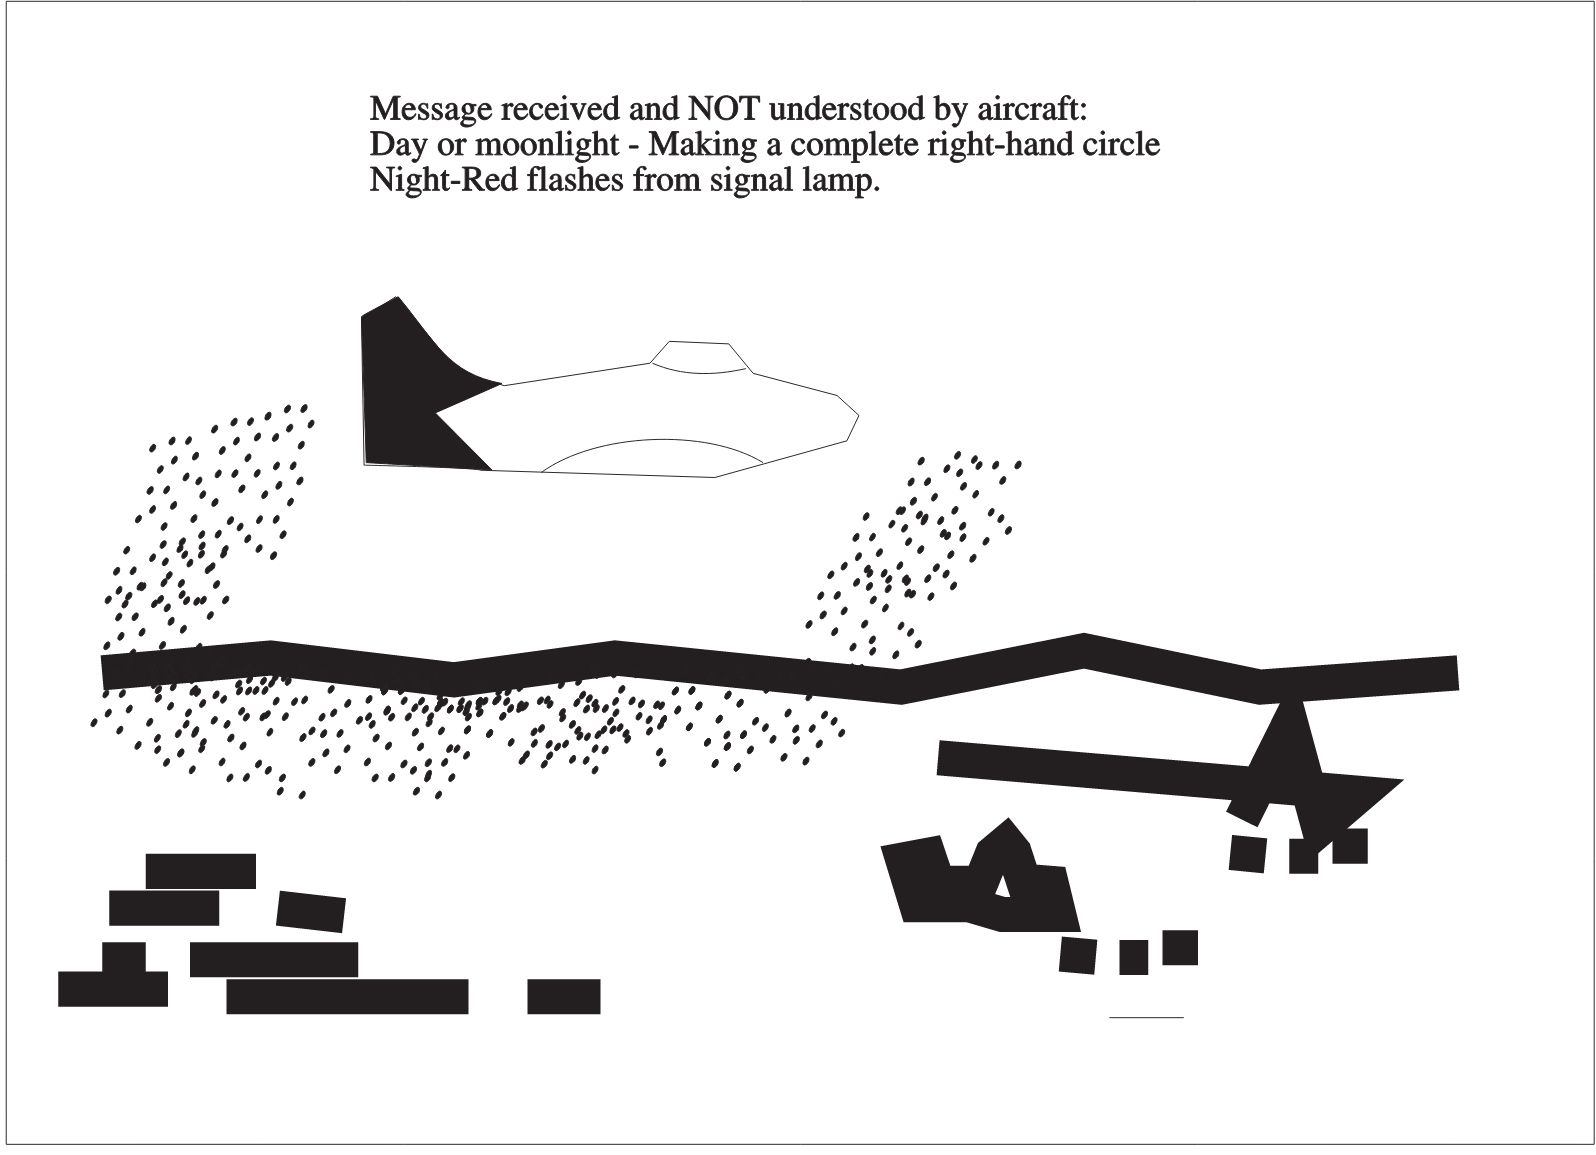 Message received and NOT understood by aircraft:
Day or moonlight - Making a complete right-hand circle
Night-Red flashes from signal lamp.